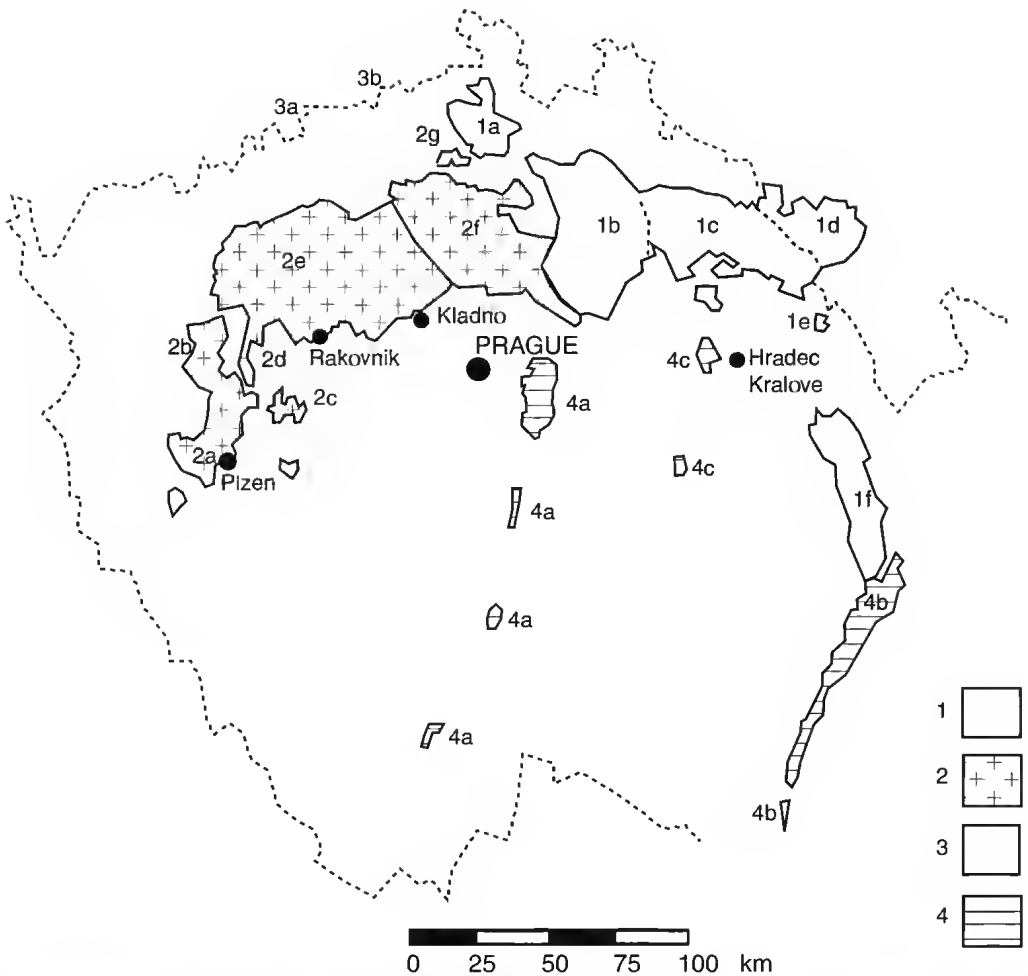 3b
3a
1a
2g
2f
1b
1c
1d
2e
1e
Kladno
2b
2d
Rakovnik
PRAGUE
4c
Hradec
Kralove
2c
4a
2a
Plzen
4c
1f
4a
4b
4a
4a
4b
1
2
3
4
0 25 50 75 100 km